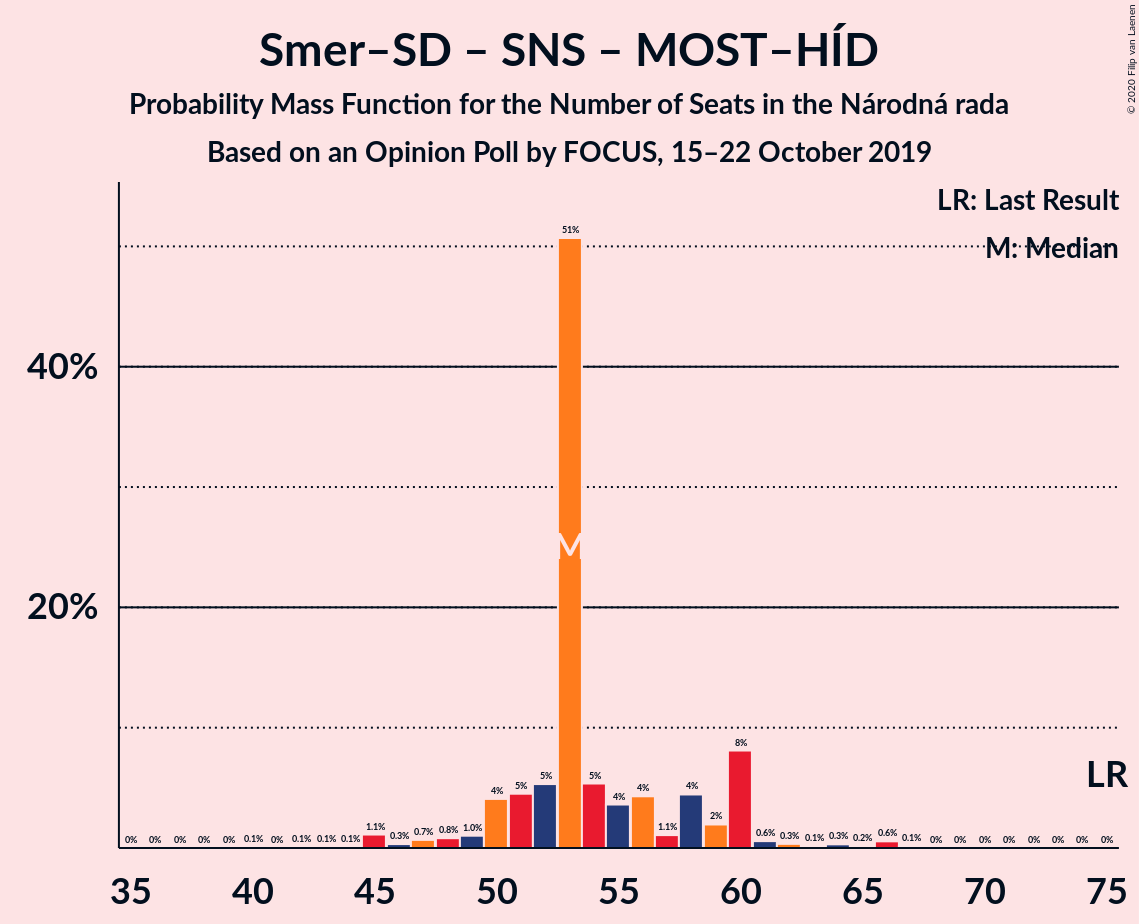 Smer–SD – SNS – MOST–HÍD
Probability Mass Function for the Number of Seats in the Národná rada
Based on an Opinion Poll by FOCUS, 15–22 October 2019
© 2020 Filip van Laenen
LR: Last Result
M: Median
40%
20%
0% 0% 0% 0% 0% 0.1% 0% 0.1% 0.1% 0.1% 1.1% 0.3% 0.7% 0.8% 1.0% 4% 5% 5% 51% 5% 4% 4% 1.1% 4% 2% 8% 0.6% 0.3% 0.1% 0.3% 0.2% 0.6% 0.1% 0% 0% 0% 0% 0% 0% 0% 0%
M
LR
35 40 45 50 55 60 65 70 75